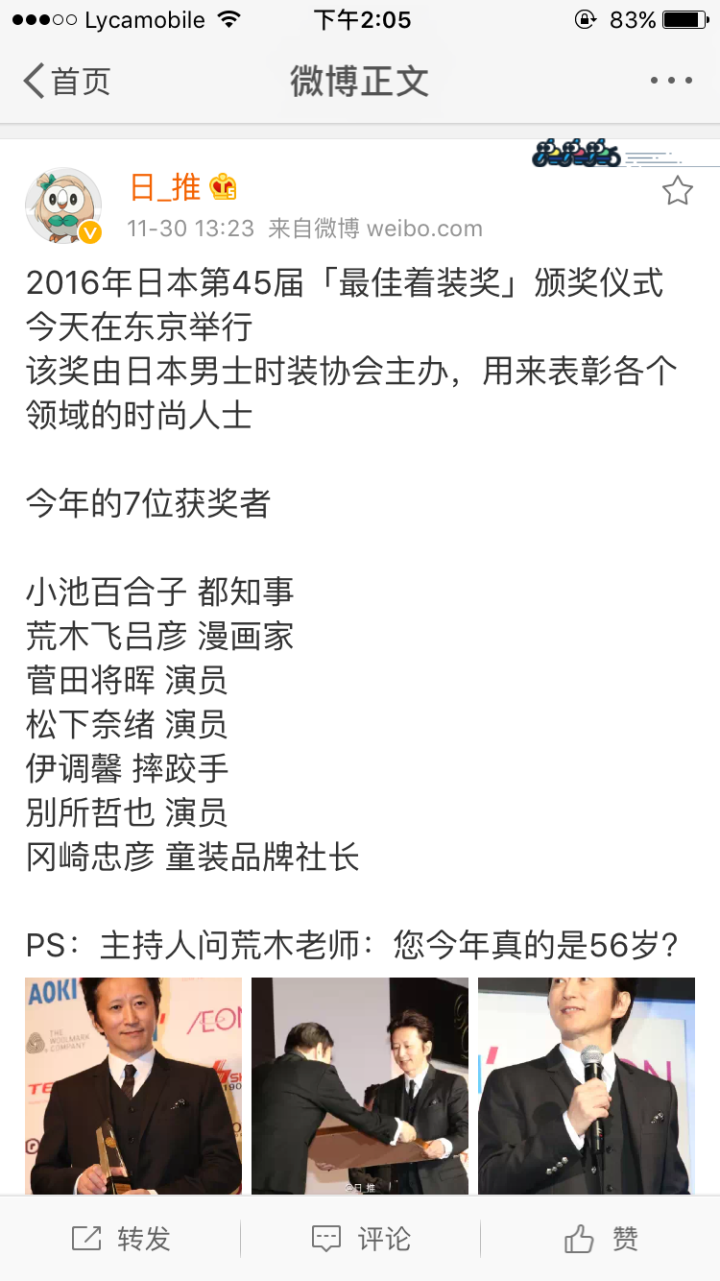 Lycamobile 下午2:05 83%
首页 微博正文
日_推
11-30 13:23 来自微博 weibo.com
2016年日本第45届「最佳着装奖」颁奖仪式
今天在东京举行
该奖由日本男士时装协会主办，用来表彰各个
领域的时尚人士
今年的7位获奖者
小池百合子 都知事
荒木飞吕彦 漫画家
菅田将晖 演员
松下奈绪 演员
伊调馨 摔跤手
別所哲也 演员
冈崎忠彦 童装品牌社长
PS：主持人问荒木老师：您今年真的是56岁？
AOKI
THE
WOOLMARK
COMPANY
AEON
转发 评论 赞